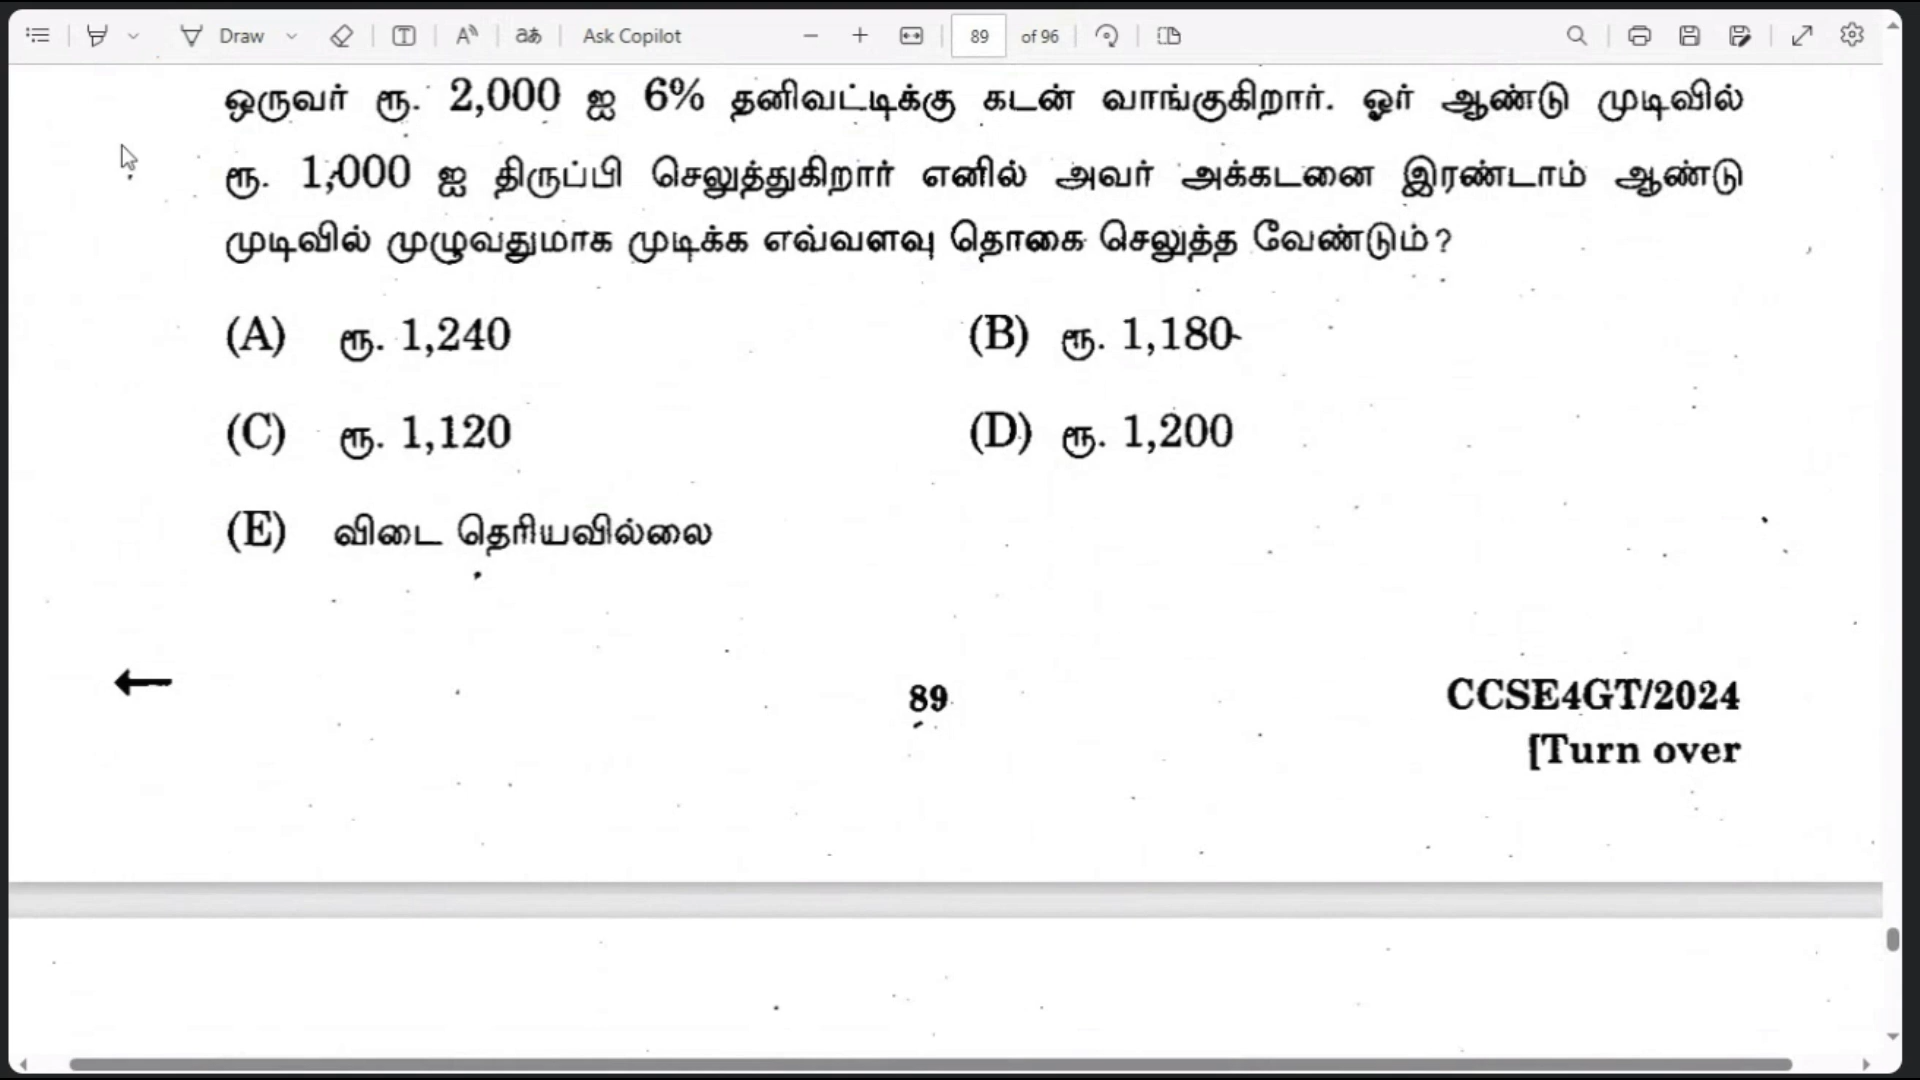 Draw
Ask Copilot
89 of 96
ஒருவர் ரூ. 2,000 ஐ 6% தனிவட்டிக்கு கடன் வாங்குகிறார். ஓர் ஆண்டு முடிவில்
ரூ. 1,000 ஐ திருப்பி செலுத்துகிறார் எனில் அவர் அக்கடனை இரண்டாம் ஆண்டு
முடிவில் முழுவதுமாக முடிக்க எவ்வளவு தொகை செலுத்த வேண்டும்?
(A) ரூ. 1,240
(B) ரூ. 1,180
(C) ரூ. 1,120
(D) ரூ. 1,200
(E) விடை தெரியவில்லை
89
CCSE4GT/2024
[Turn over